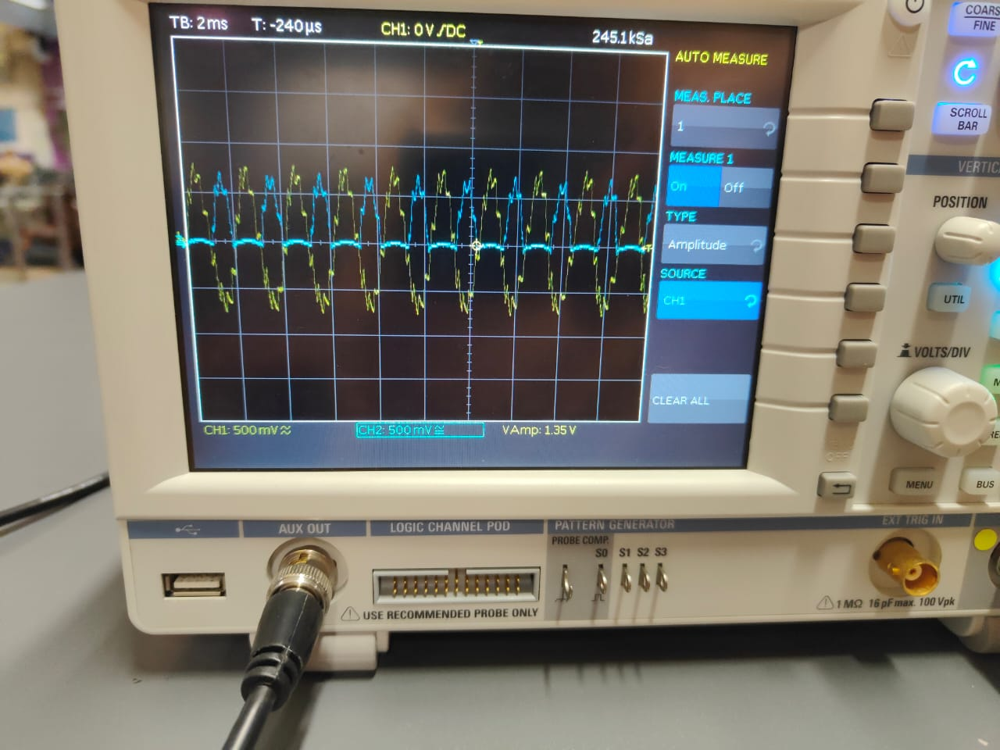 TB: 2ms T: -240µs CH1: 0 V / DC 245.1kSa
COARS
FINE
AUTO MEASURE
MEAS. PLACE
1
SCROLL
BAR
MEASURE 1
On Off
VERTIC
TYPE
Amplitude
POSITION
SOURCE
CH1
UTIL
VOLTS/DIV
CLEAR ALL
CH1: 500 mV CH2: 500 mV VAmp: 1.35 V
OFF
MENU
BUS
AUX OUT
LOGIC CHANNEL POD
PATTERN GENERATOR
EXT TRIG IN
PROBE COMP.
S0 S1 S2 S3
USE RECOMMENDED PROBE ONLY
1 MΩ 16 pF max. 100 Vpk